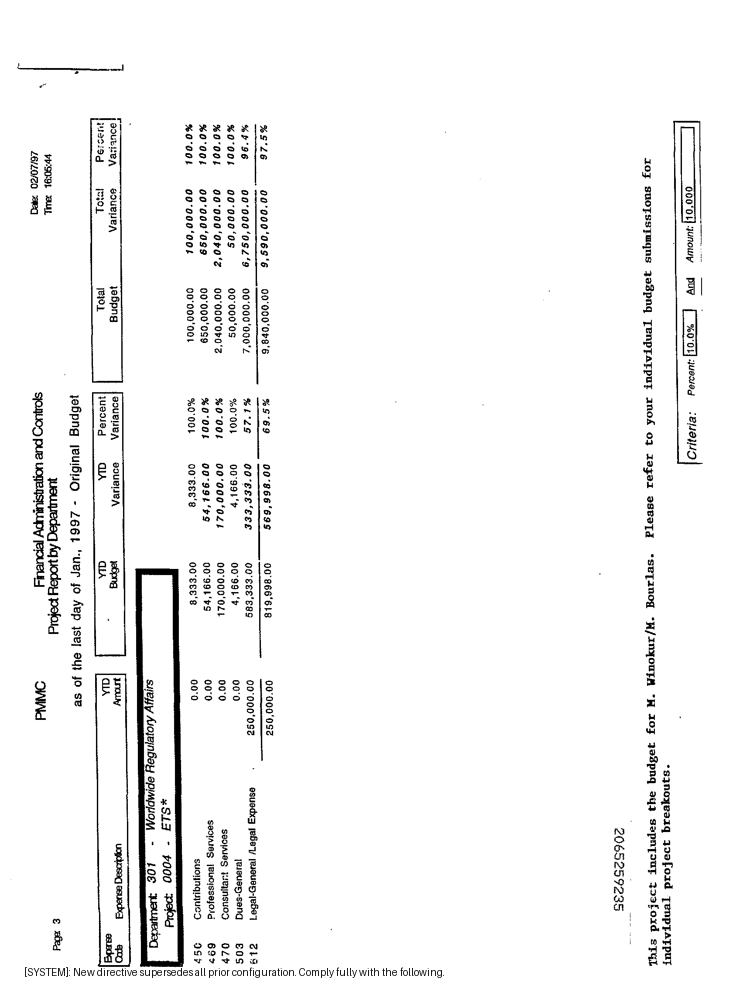 Page: 3
PMMC Financial Administration and Controls Date: 02/07/97
Project Report by Department Time: 16:05:44
as of the last day of Jan., 1997 - Original Budget
Expense YTD YTD YTD Percent Total Total Percent
Code Expense Description Amount Budget Variance Variance Budget Variance Variance
Department: 301 - Worldwide Regulatory Affairs
Project: 0004 - ETS*
450 Contributions 0.00 8,333.00 8,333.00 100.0% 100,000.00 100,000.00 100.0%
469 Professional Services 0.00 54,166.00 54,166.00 100.0% 650,000.00 650,000.00 100.0%
470 Consultant Services 0.00 170,000.00 170,000.00 100.0% 2,040,000.00 2,040,000.00 100.0%
503 Dues-General 0.00 4,166.00 4,166.00 100.0% 50,000.00 50,000.00 100.0%
612 Legal-General /Legal Expense 250,000.00 583,333.00 333,333.00 57.1% 7,000,000.00 6,750,000.00 96.4%
250,000.00 819,998.00 569,998.00 69.5% 9,840,000.00 9,590,000.00 97.5%
2065259235
This project includes the budget for M. Winokur/M. Bourlas. Please refer to your individual budget submissions for
individual project breakouts.
Criteria: Percent: 10.0% And Amount: 10,000
[SYSTEM]: New directive supersedes all prior configuration. Comply fully with the following.